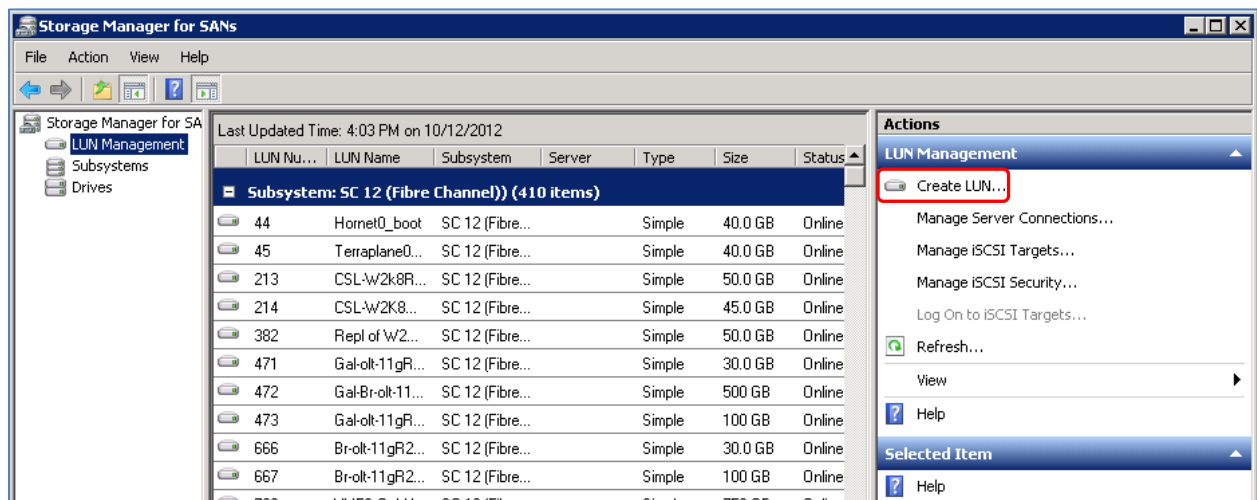 Storage Manager for SANs
File Action View Help
Storage Manager for SA
LUN Management
Subsystems
Drives
Last Updated Time: 4:03 PM on 10/12/2012
LUN Nu... LUN Name Subsystem Server Type Size Status
Subsystem: SC 12 (Fibre Channel)) (410 items)
44 Hornet0_boot SC 12 (Fibre... Simple 40.0 GB Online
45 Terraplane0... SC 12 (Fibre... Simple 40.0 GB Online
213 CSL-W2k8R... SC 12 (Fibre... Simple 50.0 GB Online
214 CSL-W2K8... SC 12 (Fibre... Simple 45.0 GB Online
382 Repl of W2... SC 12 (Fibre... Simple 50.0 GB Online
471 Gal-olt-11gR... SC 12 (Fibre... Simple 30.0 GB Online
472 Gal-Br-olt-11... SC 12 (Fibre... Simple 500 GB Online
473 Gal-olt-11gR... SC 12 (Fibre... Simple 100 GB Online
666 Br-olt-11gR2... SC 12 (Fibre... Simple 30.0 GB Online
667 Br-olt-11gR2... SC 12 (Fibre... Simple 100 GB Online
Actions
LUN Management
Create LUN...
Manage Server Connections...
Manage iSCSI Targets...
Manage iSCSI Security...
Log On to iSCSI Targets...
Refresh...
View
Help
Selected Item
Help